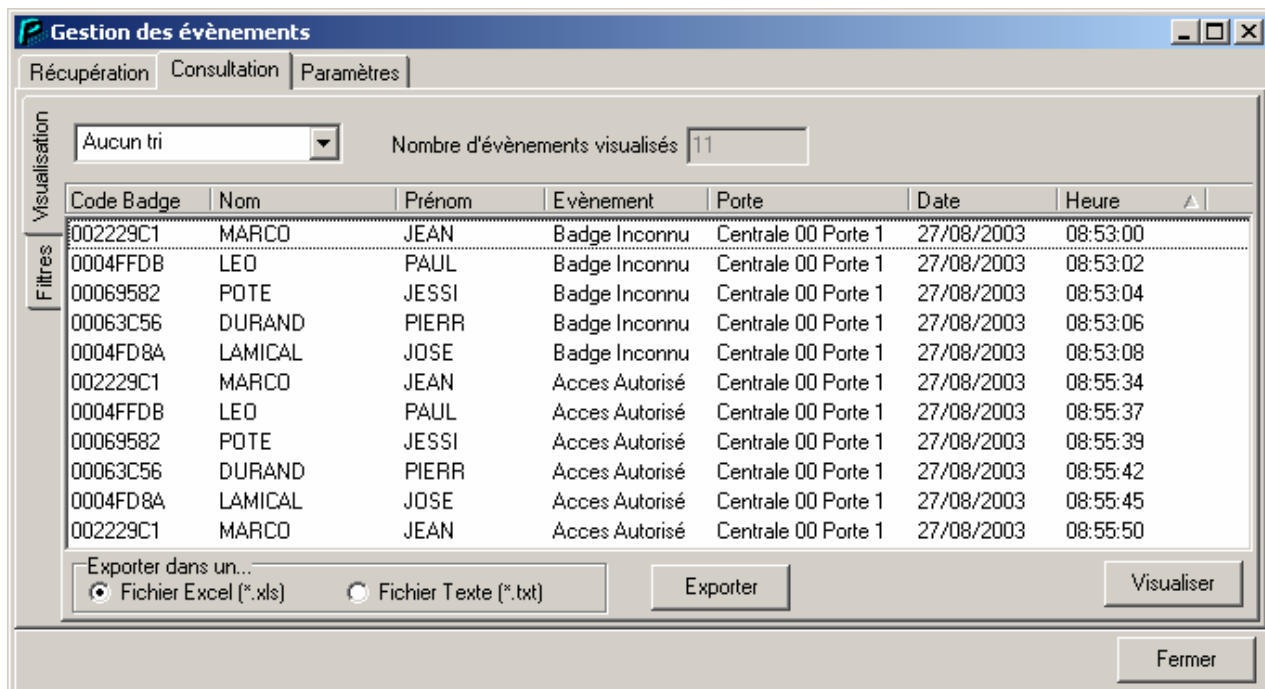 Gestion des évènements
Récupération Consultation Paramètres
Visualisation
Filtres
Aucun tri Nombre d'évènements visualisés 11
Code Badge Nom Prénom Evènement Porte Date Heure
002229C1 MARCO JEAN Badge Inconnu Centrale 00 Porte 1 27/08/2003 08:53:00
0004FFDB LEO PAUL Badge Inconnu Centrale 00 Porte 1 27/08/2003 08:53:02
00069582 POTE JESSI Badge Inconnu Centrale 00 Porte 1 27/08/2003 08:53:04
00063C56 DURAND PIERR Badge Inconnu Centrale 00 Porte 1 27/08/2003 08:53:06
0004FD8A LAMICAL JOSE Badge Inconnu Centrale 00 Porte 1 27/08/2003 08:53:08
002229C1 MARCO JEAN Acces Autorisé Centrale 00 Porte 1 27/08/2003 08:55:34
0004FFDB LEO PAUL Acces Autorisé Centrale 00 Porte 1 27/08/2003 08:55:37
00069582 POTE JESSI Acces Autorisé Centrale 00 Porte 1 27/08/2003 08:55:39
00063C56 DURAND PIERR Acces Autorisé Centrale 00 Porte 1 27/08/2003 08:55:42
0004FD8A LAMICAL JOSE Acces Autorisé Centrale 00 Porte 1 27/08/2003 08:55:45
002229C1 MARCO JEAN Acces Autorisé Centrale 00 Porte 1 27/08/2003 08:55:50
Exporter dans un...
Fichier Excel (*.xls) Fichier Texte (*.txt) Exporter Visualiser
Fermer